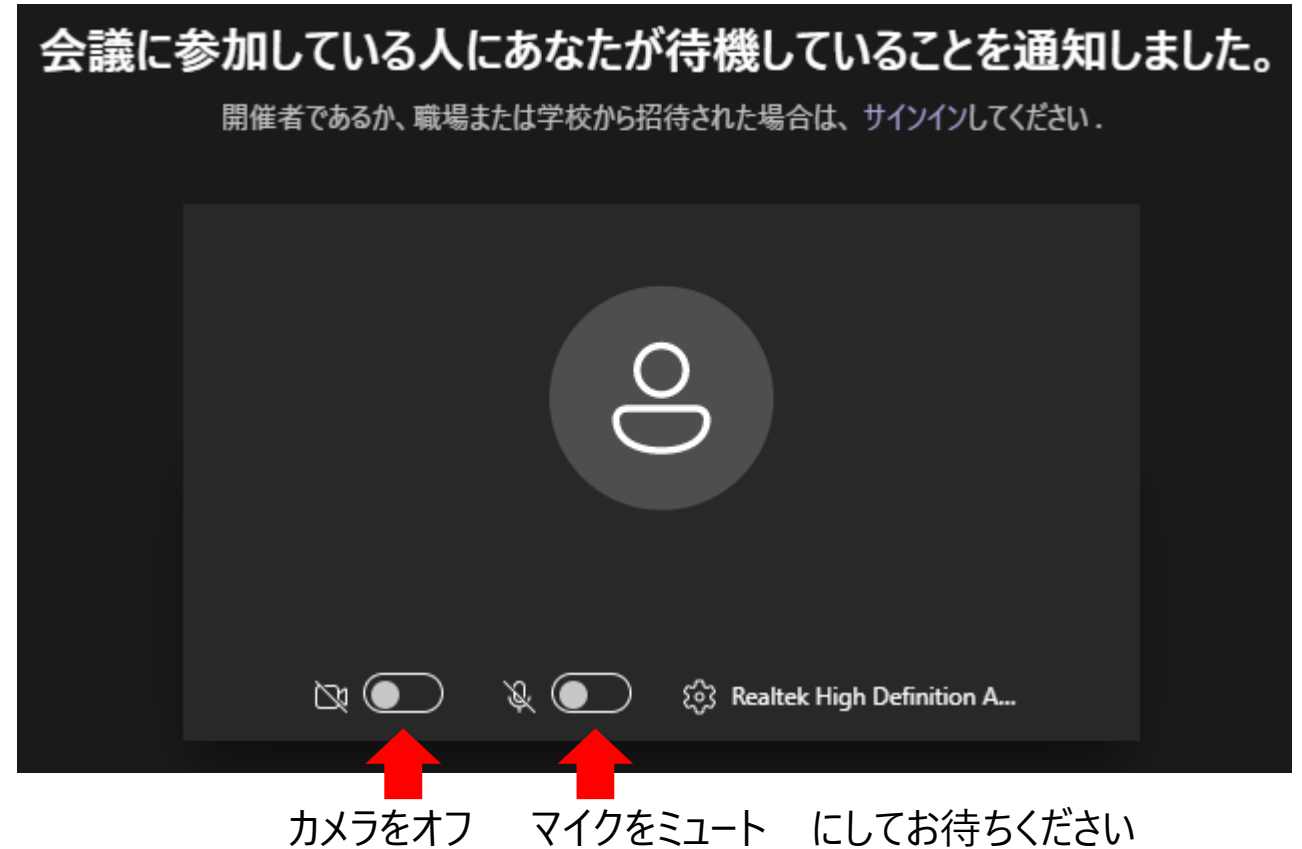 会議に参加している人にあなたが待機していることを通知しました。
開催者であるか、職場または学校から招待された場合は、サインインしてください.
Realtek High Definition A...
カメラをオフ　マイクをミュート　にしてお待ちください